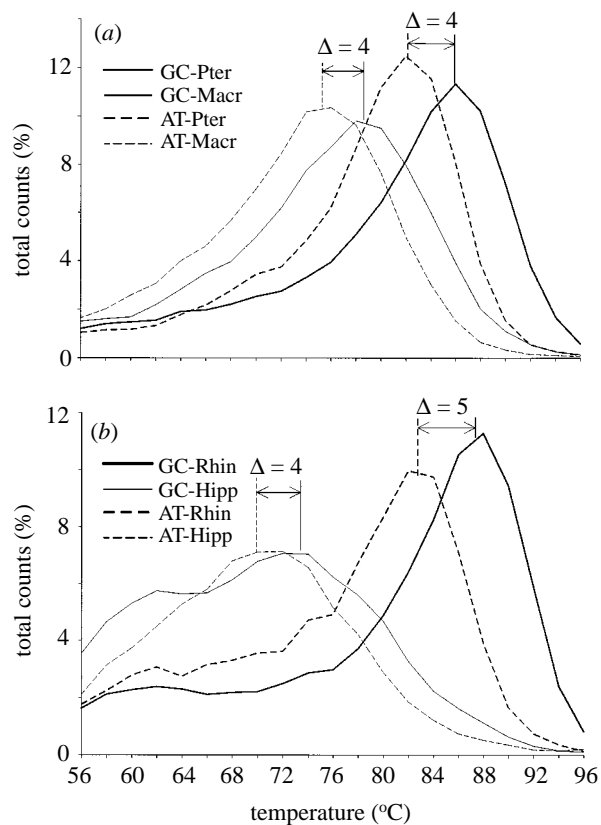 (a)
Δ = 4
Δ = 4
GC-Pter
GC-Macr
AT-Pter
AT-Macr
total counts (%)
12
8
4
0
(b)
Δ = 5
Δ = 4
GC-Rhin
GC-Hipp
AT-Rhin
AT-Hipp
total counts (%)
12
8
4
0
56 60 64 68 72 76 80 84 88 92 96
temperature (°C)